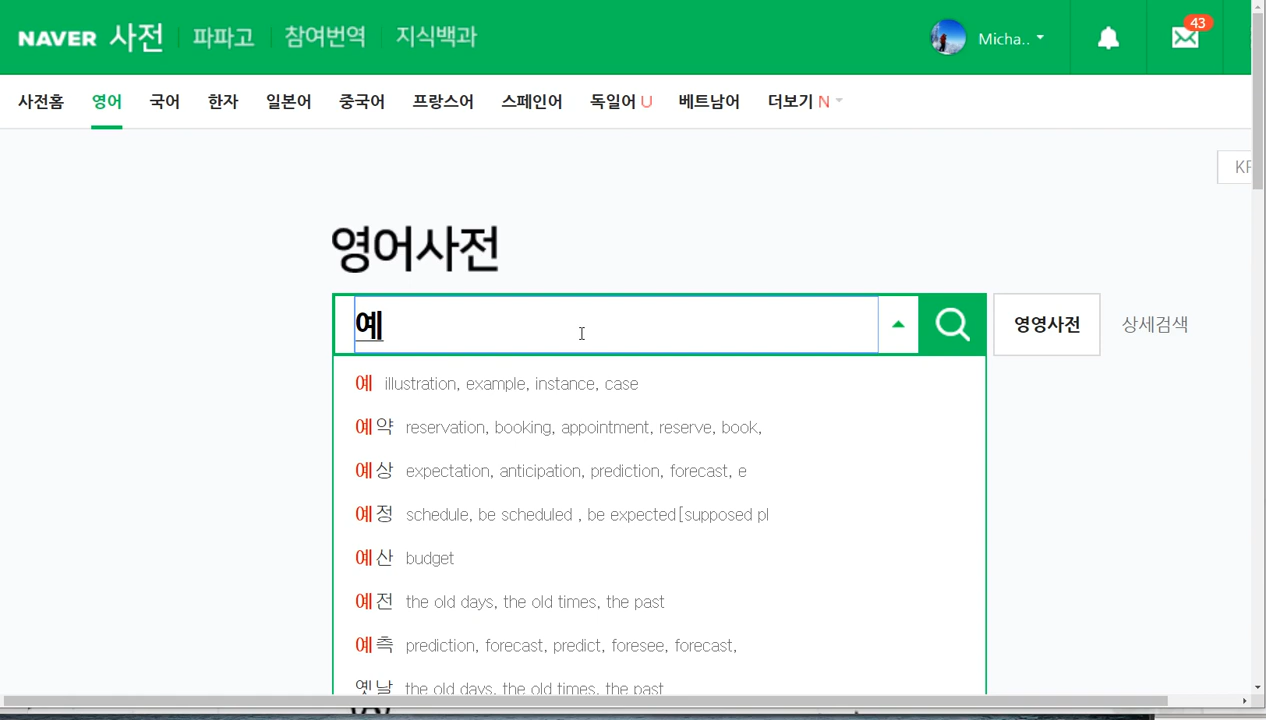 NAVER 사전 파파고 참여번역 지식백과 Micha.. 43
사전홈 영어 국어 한자 일본어 중국어 프랑스어 스페인어 독일어 U 베트남어 더보기 N
영어사전
예 영영사전 상세검색
예 illustration, example, instance, case
예약 reservation, booking, appointment, reserve, book,
예상 expectation, anticipation, prediction, forecast, e
예정 schedule, be scheduled , be expected[supposed pl
예산 budget
예전 the old days, the old times, the past
예측 prediction, forecast, predict, foresee, forecast,
옛날 the old days, the old times, the past